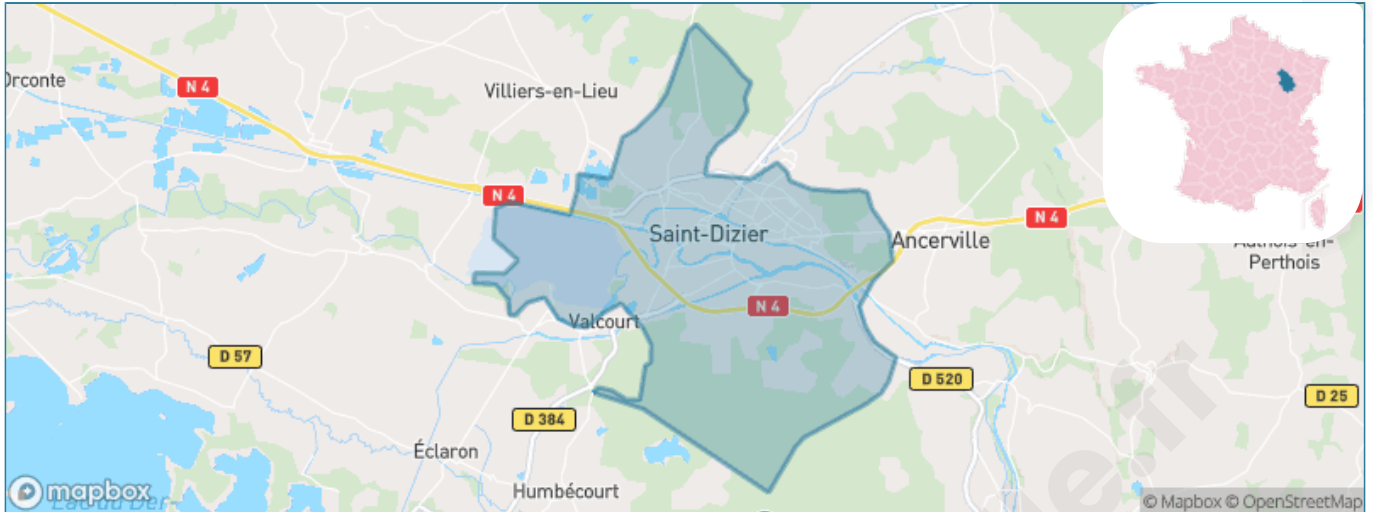 Orconte
N 4
Villiers-en-Lieu
N 4
N 4
Saint-Dizier
Ancerville
Perthois
N 4
Valcourt
D 57
D 520
D 25
D 384
Éclaron
Humbécourt
mapbox
© Mapbox © OpenStreetMap